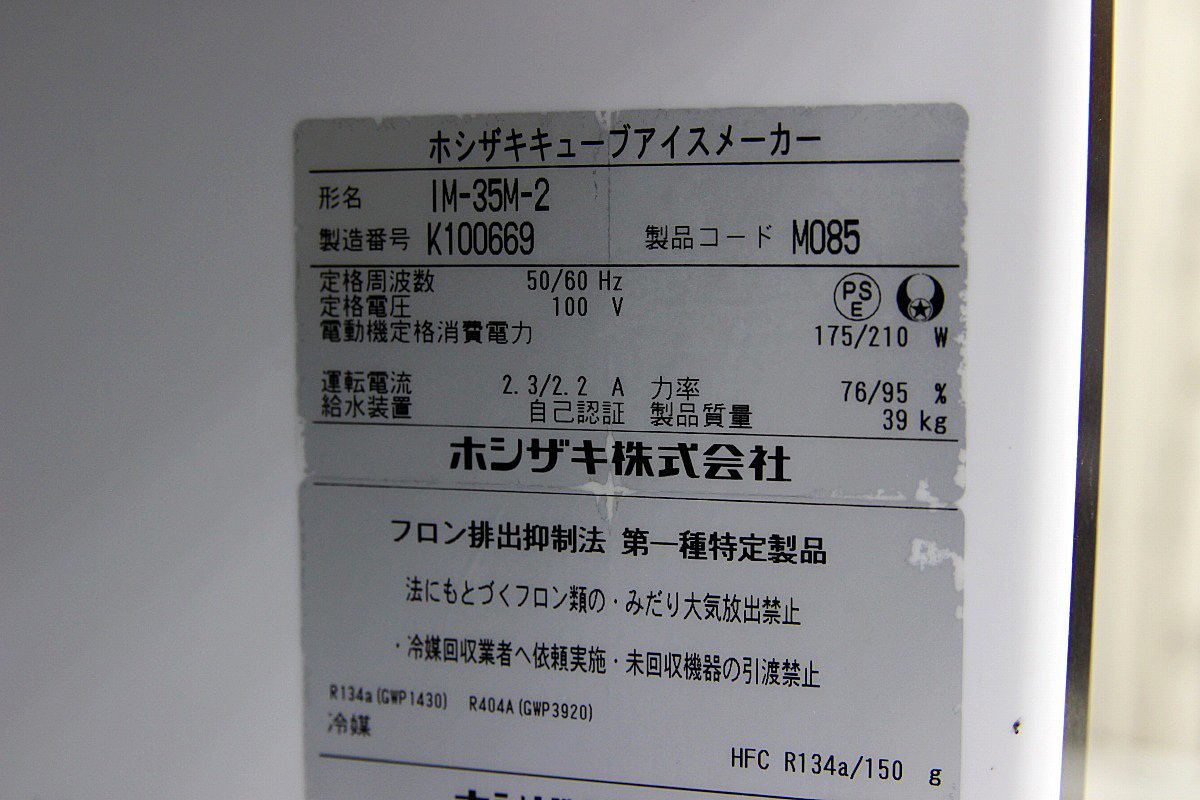 ホシザキキューブアイスメーカー
形名 IM-35M-2
製造番号 K100669 製品コード M085
定格周波数 50/60 Hz
定格電圧 100 V
PSE
電動機定格消費電力 175/210 W
運転電流 2.3/2.2 A 力率 76/95 %
給水装置 自己認証 製品質量 39 kg
ホシザキ株式会社
フロン排出抑制法 第一種特定製品
法にもとづくフロン類の・みだり大気放出禁止
・冷媒回収業者へ依頼実施・未回収機器の引渡禁止
R134a(GWP1430) R404A(GWP3920)
冷媒
HFC R134a/150 g